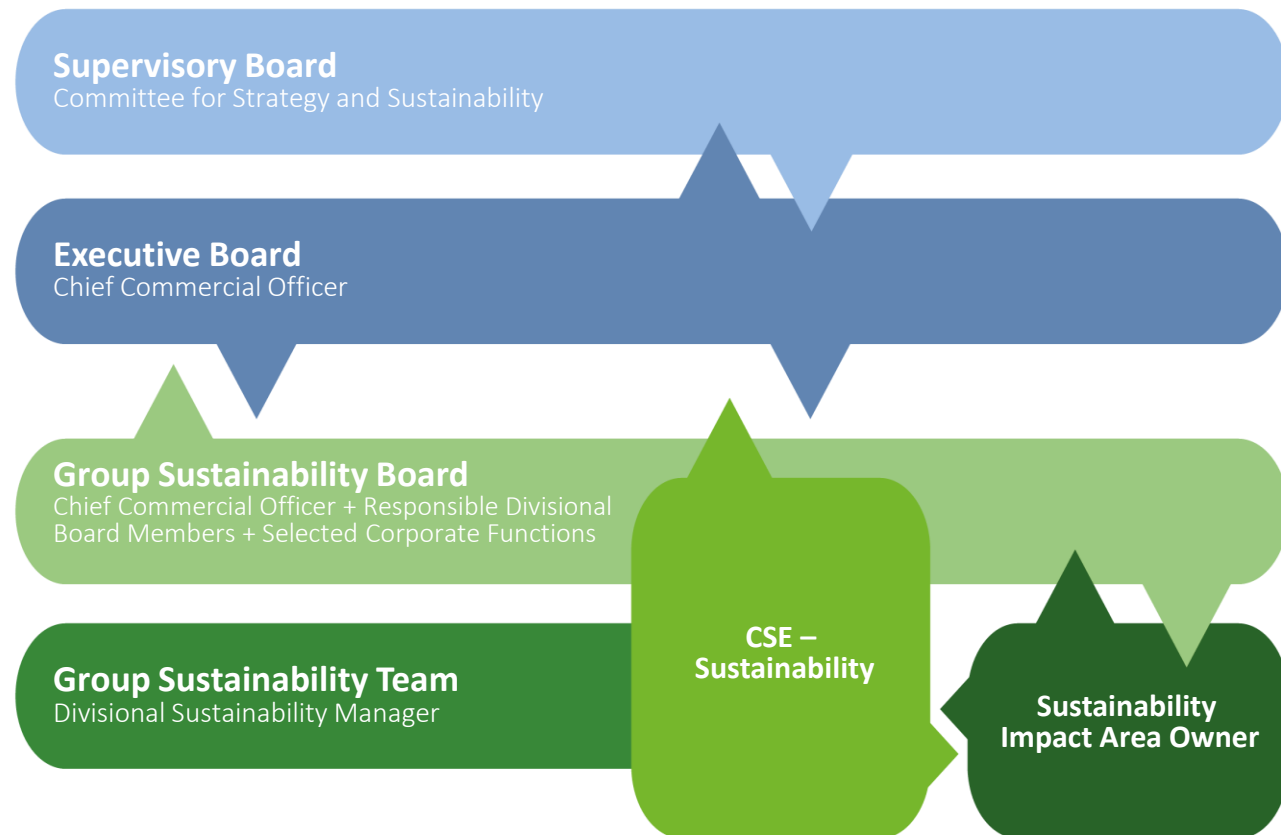 Supervisory Board
Committee for Strategy and Sustainability
Executive Board
Chief Commercial Officer
Group Sustainability Board
Chief Commercial Officer + Responsible Divisional
Board Members + Selected Corporate Functions
Group Sustainability Team
Divisional Sustainability Manager
CSE –
Sustainability
Sustainability
Impact Area Owner